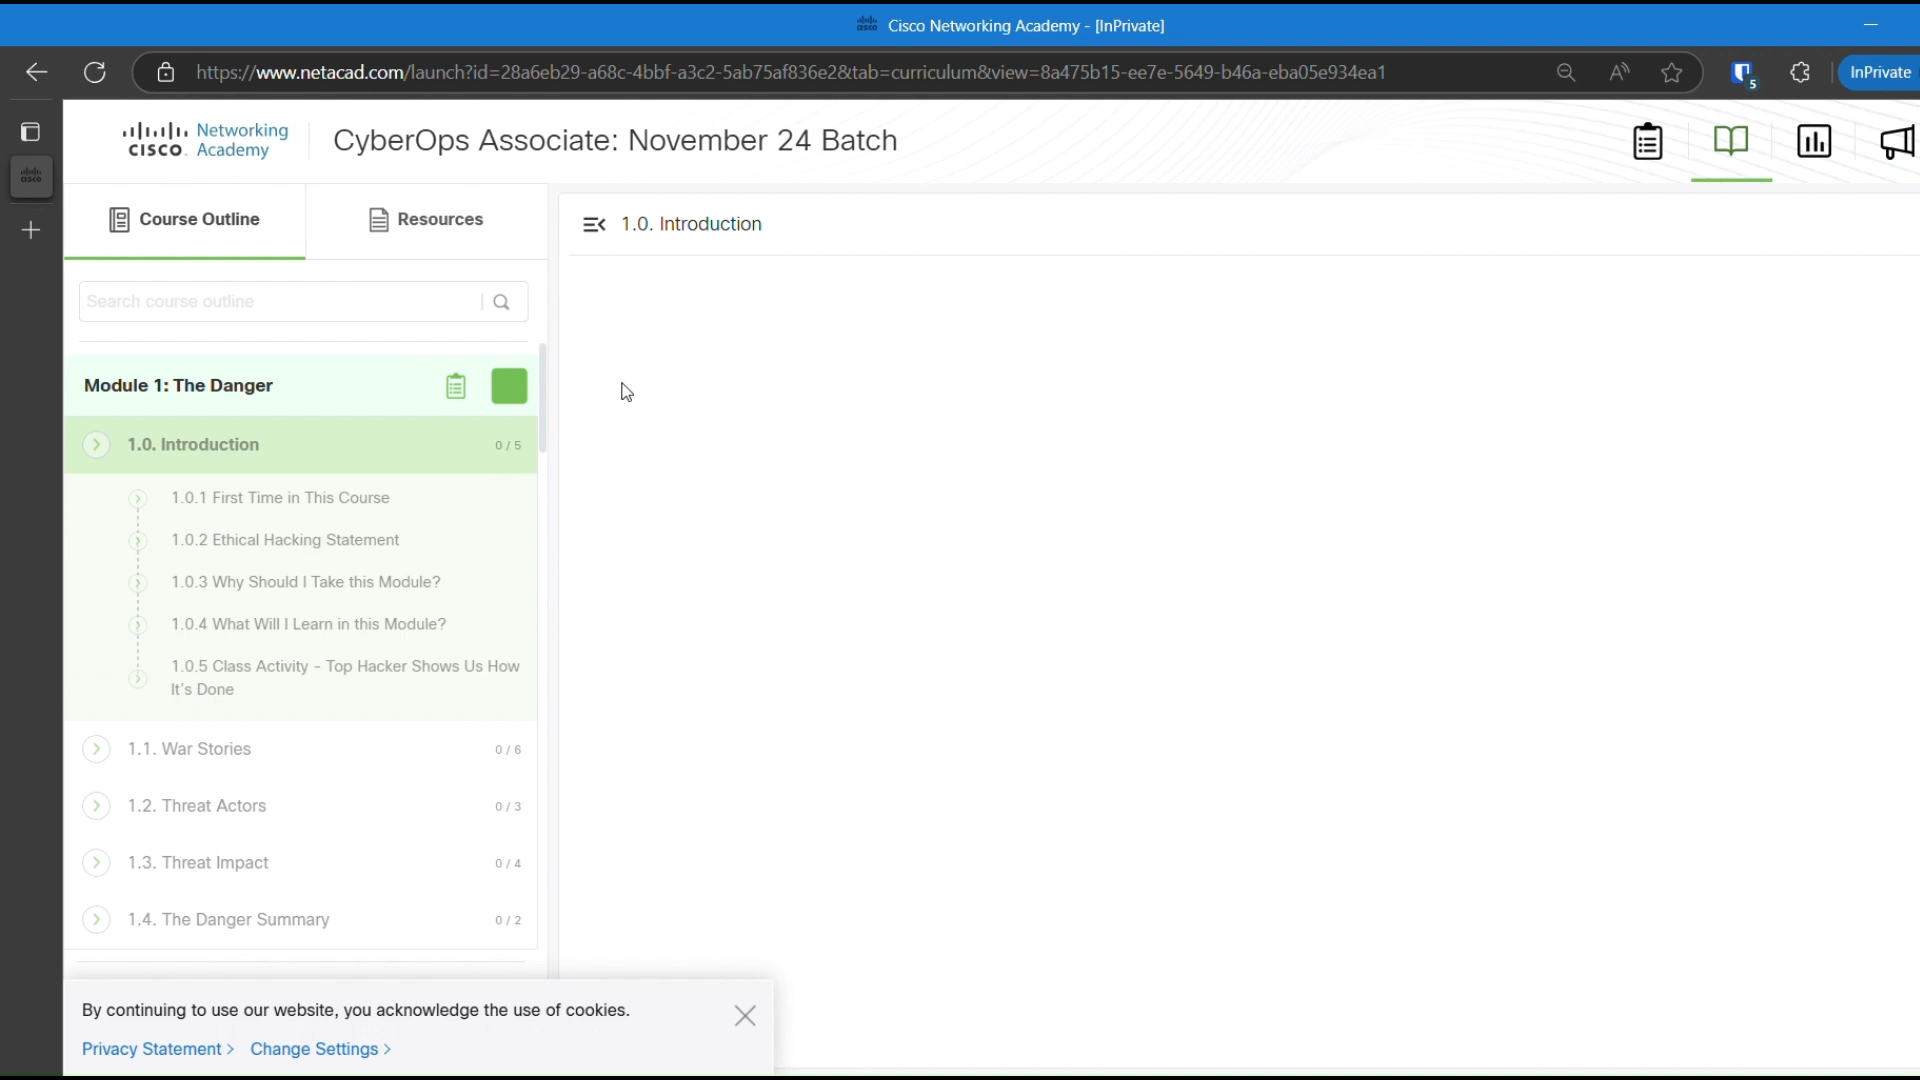 Cisco Networking Academy - [InPrivate]
https://www.netacad.com/launch?id=28a6eb29-a68c-4bbf-a3c2-5ab75af836e2&tab=curriculum&view=8a475b15-ee7e-5649-b46a-eba05e934ea1
5
InPrivate
CISCO Networking Academy
CyberOps Associate: November 24 Batch
Course Outline
Resources
1.0. Introduction
Search course outline
Module 1: The Danger
1.0. Introduction 0 / 5
1.0.1 First Time in This Course
1.0.2 Ethical Hacking Statement
1.0.3 Why Should I Take this Module?
1.0.4 What Will I Learn in this Module?
1.0.5 Class Activity - Top Hacker Shows Us How
It's Done
1.1. War Stories 0 / 6
1.2. Threat Actors 0 / 3
1.3. Threat Impact 0 / 4
1.4. The Danger Summary 0 / 2
By continuing to use our website, you acknowledge the use of cookies.
Privacy Statement > Change Settings >